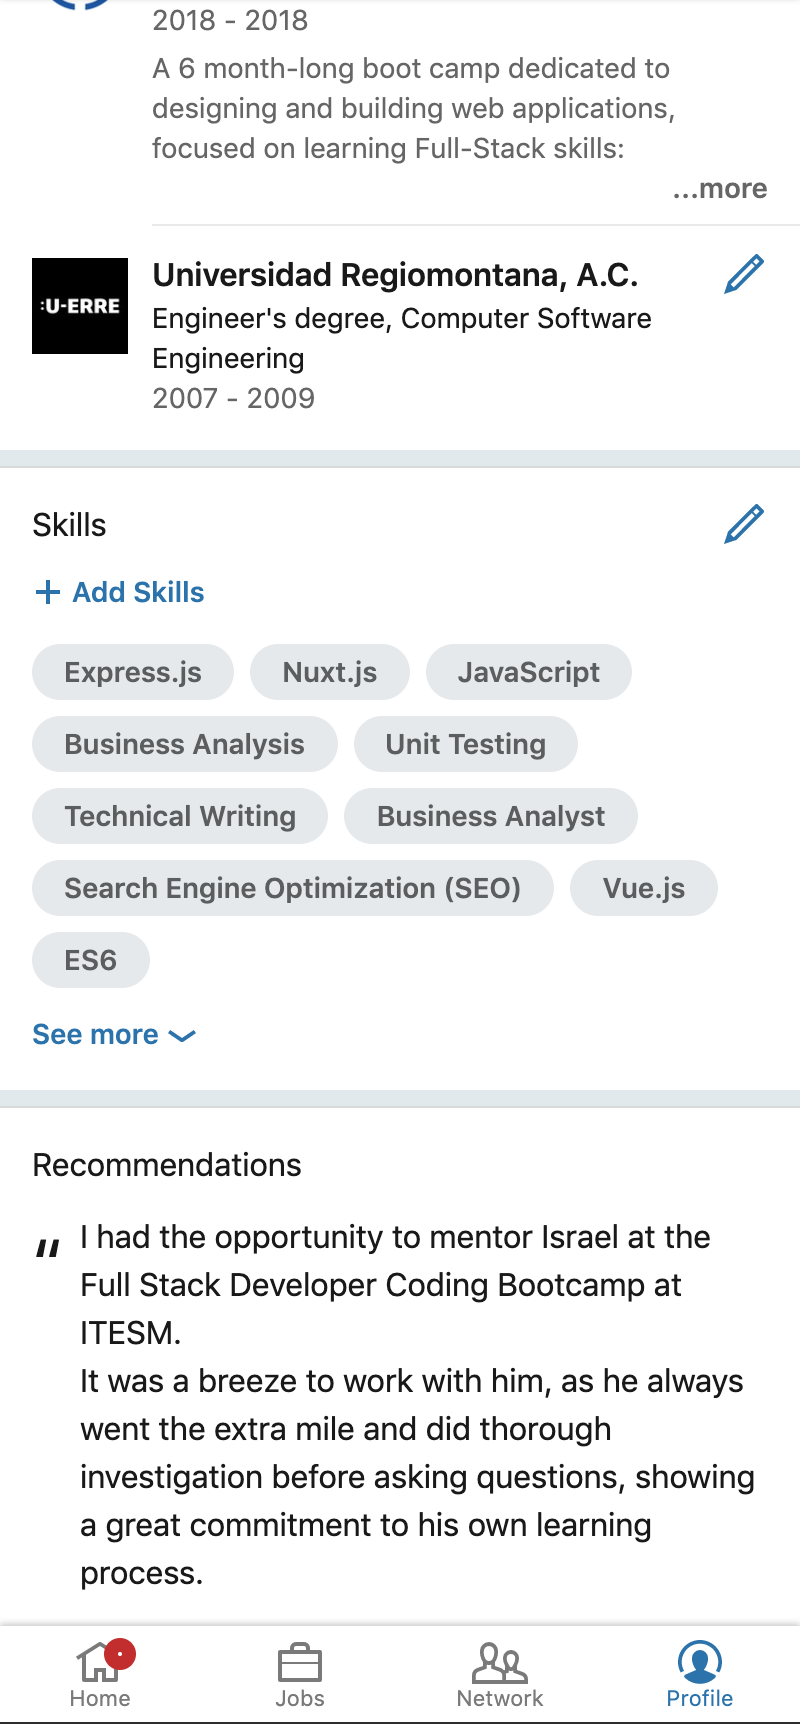 2018 - 2018
A 6 month-long boot camp dedicated to
designing and building web applications,
focused on learning Full-Stack skills:
...more
:U-ERRE
Universidad Regiomontana, A.C.
Engineer's degree, Computer Software
Engineering
2007 - 2009
Skills
+ Add Skills
Express.js
Nuxt.js
JavaScript
Business Analysis
Unit Testing
Technical Writing
Business Analyst
Search Engine Optimization (SEO)
Vue.js
ES6
See more
Recommendations
" I had the opportunity to mentor Israel at the
Full Stack Developer Coding Bootcamp at
ITESM.
It was a breeze to work with him, as he always
went the extra mile and did thorough
investigation before asking questions, showing
a great commitment to his own learning
process.
Home
Jobs
Network
Profile